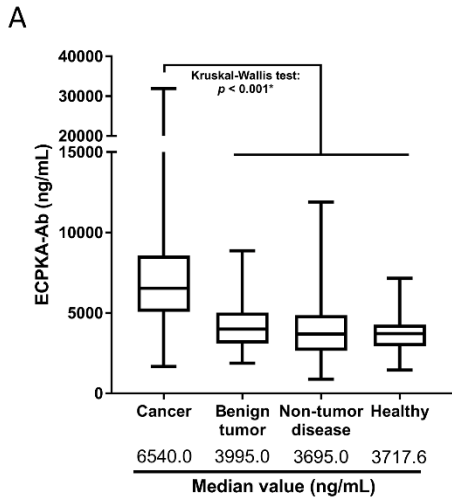 A
40000
30000
20000
15000
10000
5000
0
ECPKA-Ab (ng/mL)
Kruskal-Wallis test:
p < 0.001*
Cancer Benign tumor Non-tumor disease Healthy
6540.0 3995.0 3695.0 3717.6
Median value (ng/mL)